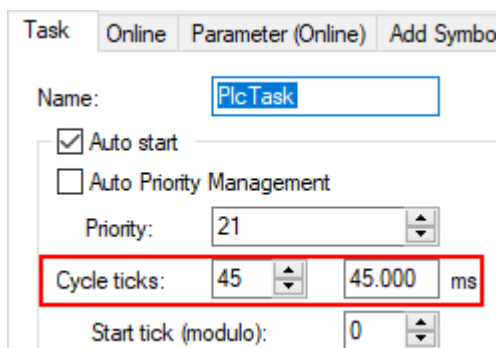 Task Online Parameter (Online) Add Symbo
Name: PlcTask
Auto start
Auto Priority Management
Priority: 21
Cycle ticks: 45 45.000 ms
Start tick (modulo): 0